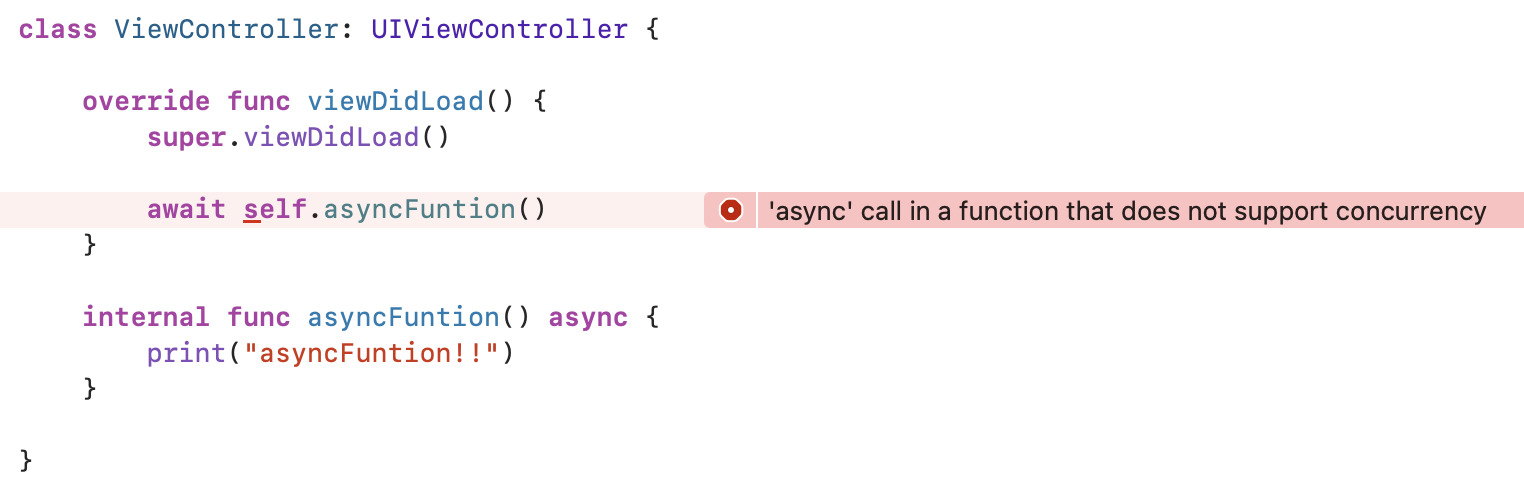 class ViewController: UIViewController {
override func viewDidLoad() {
super.viewDidLoad()
await self.asyncFuntion() 'async' call in a function that does not support concurrency
}
internal func asyncFuntion() async {
print("asyncFuntion!!")
}
}